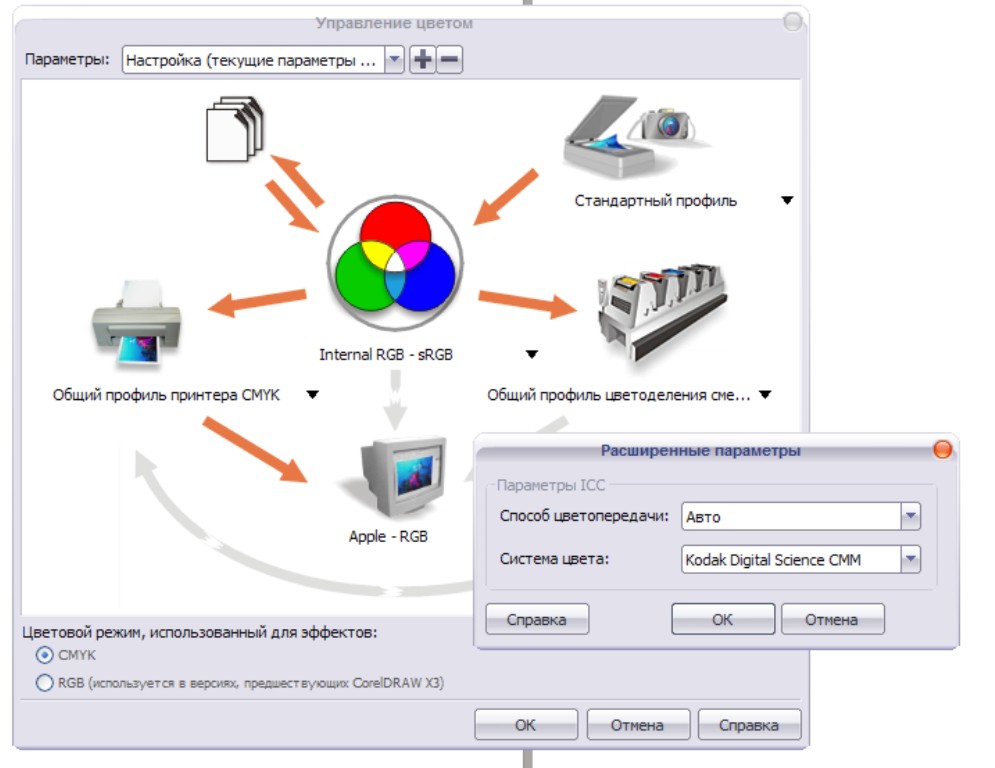 Управление цветом
Параметры: Настройка (текущие параметры ...
Стандартный профиль
Internal RGB - sRGB
Общий профиль принтера CMYK
Общий профиль цветоделения сме...
Apple - RGB
Расширенные параметры
Параметры ICC
Способ цветопередачи: Авто
Система цвета: Kodak Digital Science CMM
Справка ОК Отмена
Цветовой режим, использованный для эффектов:
CMYK
RGB (используется в версиях, предшествующих CorelDRAW X3)
ОК Отмена Справка